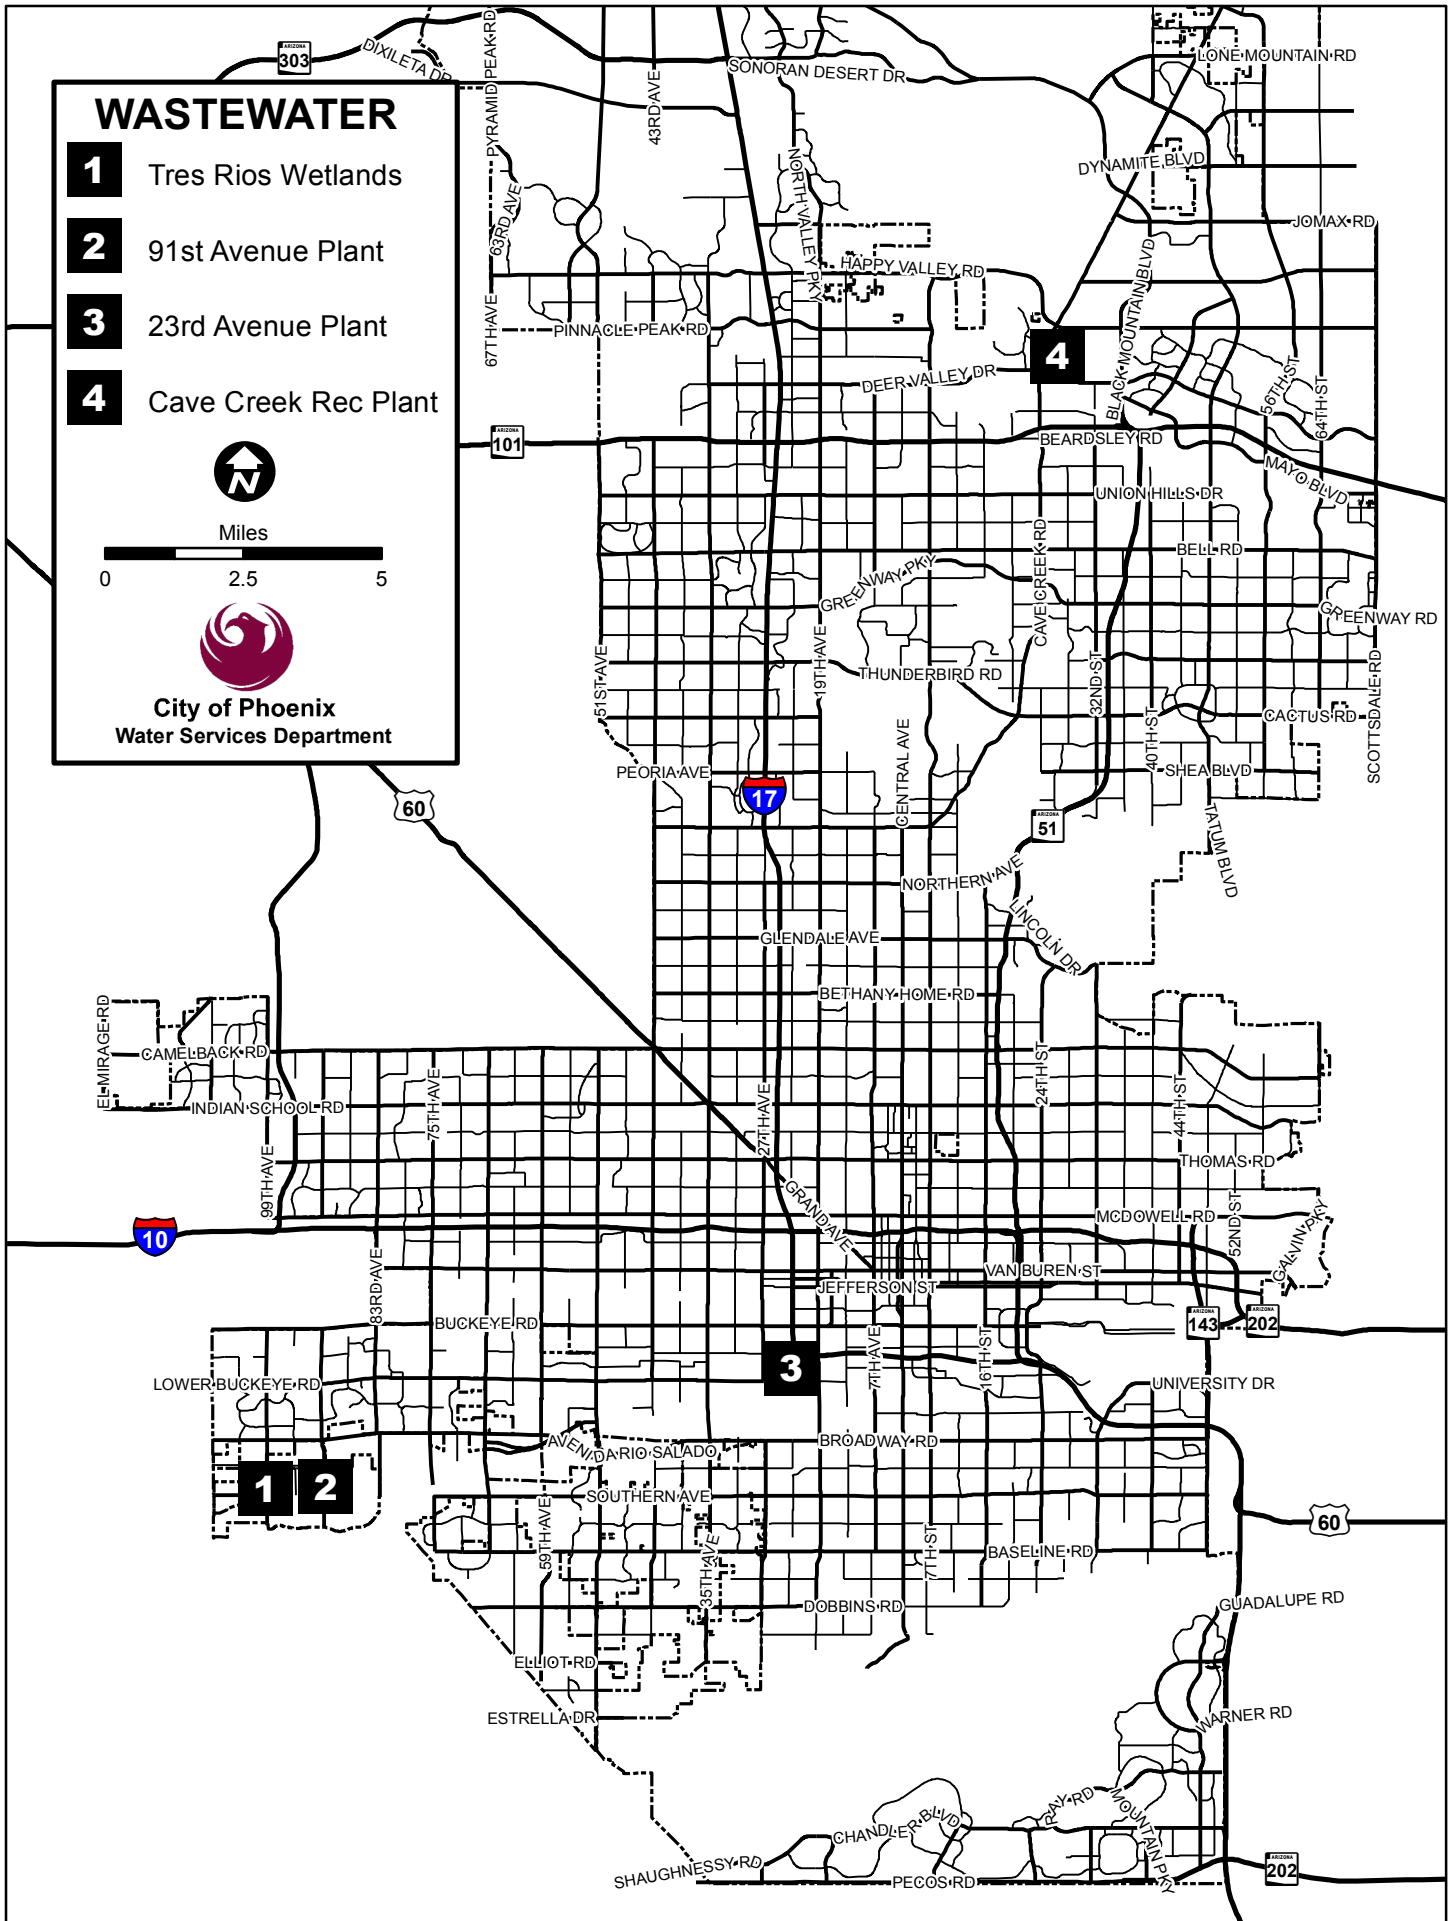 ARIZONA
303
DIXILETA DR
PYRAMID PEAK RD
43RD AVE
SONORAN DESERT DR
LONE MOUNTAIN RD
WASTEWATER
1 Tres Rios Wetlands
2 91st Avenue Plant
3 23rd Avenue Plant
4 Cave Creek Rec Plant
N
Miles
0 2.5 5
City of Phoenix
Water Services Department
NORTH VALLEY PKY
DYNAMITE BLVD
63RD AVE
JOMAX RD
BLACK MOUNTAIN BLVD
HAPPY VALLEY RD
67TH AVE
PINNACLE PEAK RD
4
DEER VALLEY DR
56TH ST
64TH ST
ARIZONA
101
BEARDSLEY RD
MAYO BLVD
UNION HILLS DR
CAVE CREEK RD
BELL RD
GREENWAY PKY
GREENWAY RD
51ST AVE
19TH AVE
THUNDERBIRD RD
32ND ST
40TH ST
CACTUS RD
SCOTTSDALE RD
CENTRAL AVE
PEORIA AVE
SHEA BLVD
17
60
ARIZONA
51
TATUM BLVD
NORTHERN AVE
LINCOLN DR
GLENDALE AVE
BETHANY HOME RD
EL MIRAGE RD
CAMELBACK RD
75TH AVE
27TH AVE
24TH ST
44TH ST
INDIAN SCHOOL RD
99TH AVE
THOMAS RD
GRAND AVE
MCDOWELL RD
52ND ST
GALVIN PKY
10
83RD AVE
VAN BUREN ST
JEFFERSON ST
BUCKEYE RD
ARIZONA
143
ARIZONA
202
3
7TH AVE
16TH ST
LOWER BUCKEYE RD
UNIVERSITY DR
AVENIDA RIO SALADO
BROADWAY RD
1
2
SOUTHERN AVE
60
59TH AVE
35TH AVE
7TH ST
BASELINE RD
DOBBINS RD
GUADALUPE RD
ELLIOT RD
ESTRELLA DR
WARNER RD
RAY RD
MOUNTAIN PKY
CHANDLER BLVD
SHAUGHNESSY RD
PECOS RD
ARIZONA
202